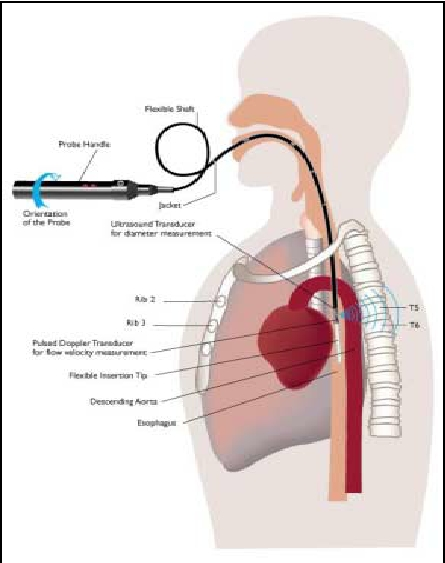 Flexible Shaft
Probe Handle
Jacket
Orientation
of the Probe
Ultrasound Transducer
for diameter measurement
Rib 2
Rib 3
T5
T6
Pulsed Doppler Transducer
for flow velocity measurement
Flexible Insertion Tip
Descending Aorta
Esophagus